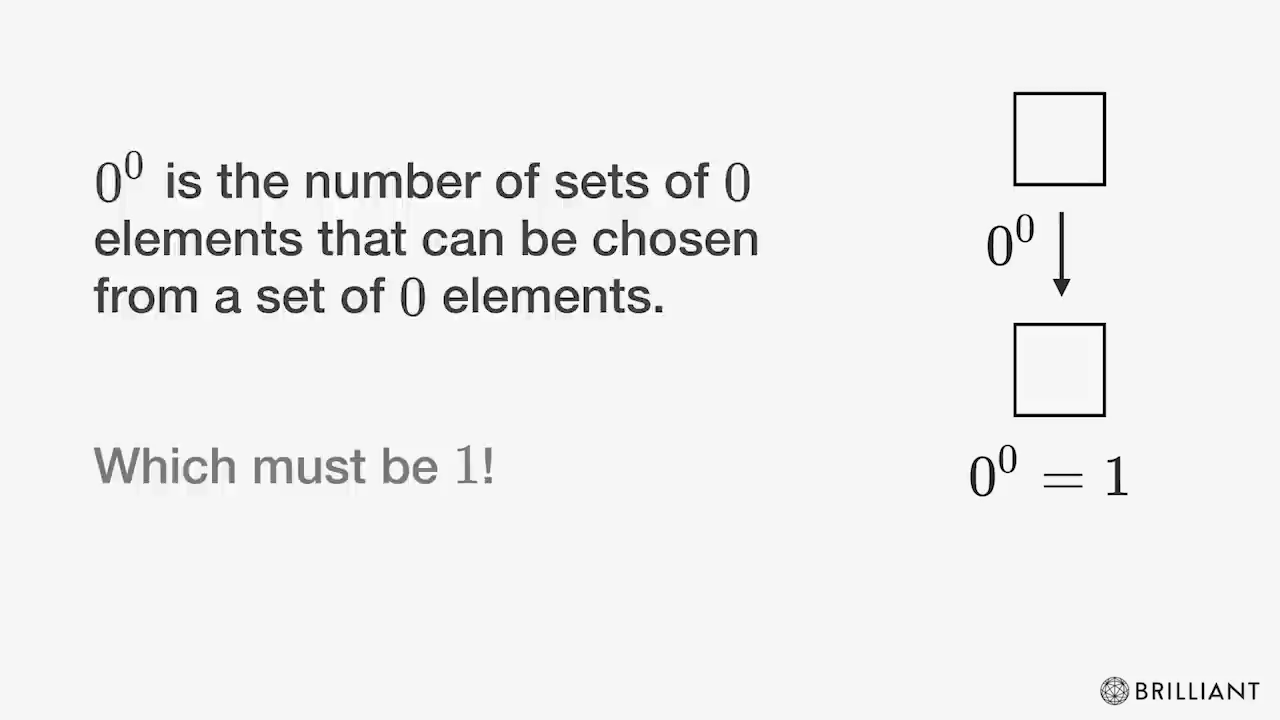 0⁰ is the number of sets of 0
elements that can be chosen
from a set of 0 elements.
Which must be 1!
0⁰
0⁰ = 1
BRILLIANT